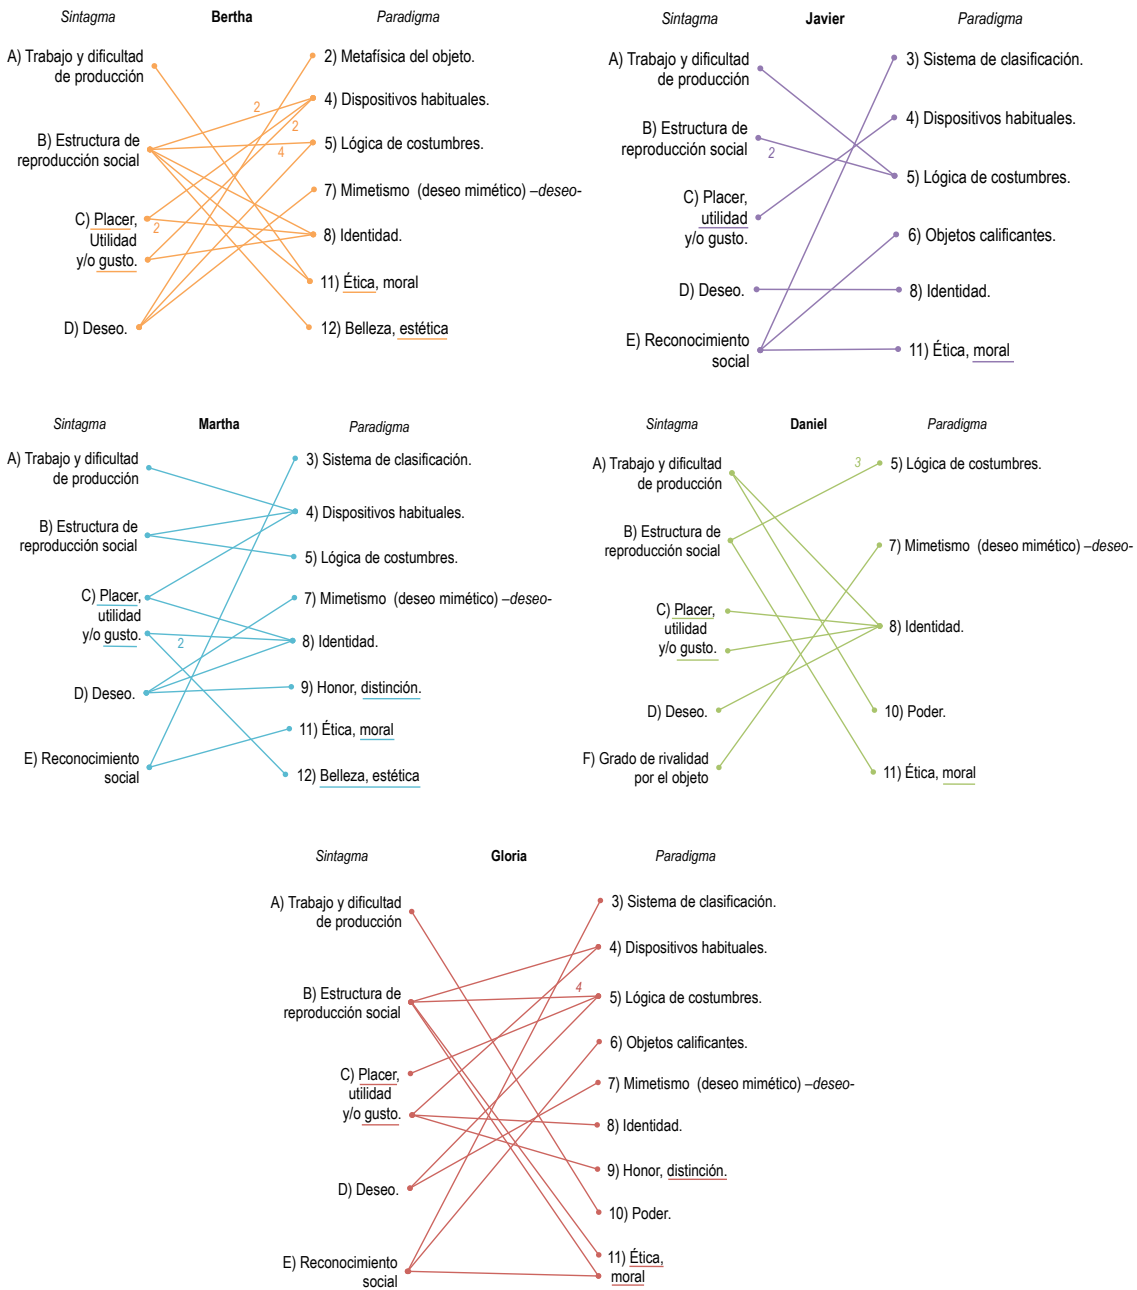 Sintagma Bertha Paradigma
A) Trabajo y dificultad
de producción
B) Estructura de
reproducción social
C) Placer,
Utilidad
y/o gusto.
D) Deseo.
2) Metafísica del objeto.
4) Dispositivos habituales.
5) Lógica de costumbres.
7) Mimetismo (deseo mimético) –deseo-
8) Identidad.
11) Ética, moral
12) Belleza, estética
2
2
4
2
Sintagma Javier Paradigma
A) Trabajo y dificultad
de producción
B) Estructura de
reproducción social
C) Placer,
utilidad
y/o gusto.
D) Deseo.
E) Reconocimiento
social
3) Sistema de clasificación.
4) Dispositivos habituales.
5) Lógica de costumbres.
6) Objetos calificantes.
8) Identidad.
11) Ética, moral
2
Sintagma Martha Paradigma
A) Trabajo y dificultad
de producción
B) Estructura de
reproducción social
C) Placer,
utilidad
y/o gusto.
D) Deseo.
E) Reconocimiento
social
3) Sistema de clasificación.
4) Dispositivos habituales.
5) Lógica de costumbres.
7) Mimetismo (deseo mimético) –deseo-
8) Identidad.
9) Honor, distinción.
11) Ética, moral
12) Belleza, estética
2
Sintagma Daniel Paradigma
A) Trabajo y dificultad
de producción
B) Estructura de
reproducción social
C) Placer,
utilidad
y/o gusto.
D) Deseo.
F) Grado de rivalidad
por el objeto
5) Lógica de costumbres.
7) Mimetismo (deseo mimético) –deseo-
8) Identidad.
10) Poder.
11) Ética, moral
3
Sintagma Gloria Paradigma
A) Trabajo y dificultad
de producción
B) Estructura de
reproducción social
C) Placer,
utilidad
y/o gusto.
D) Deseo.
E) Reconocimiento
social
3) Sistema de clasificación.
4) Dispositivos habituales.
5) Lógica de costumbres.
6) Objetos calificantes.
7) Mimetismo (deseo mimético) –deseo-
8) Identidad.
9) Honor, distinción.
10) Poder.
11) Ética,
moral
4